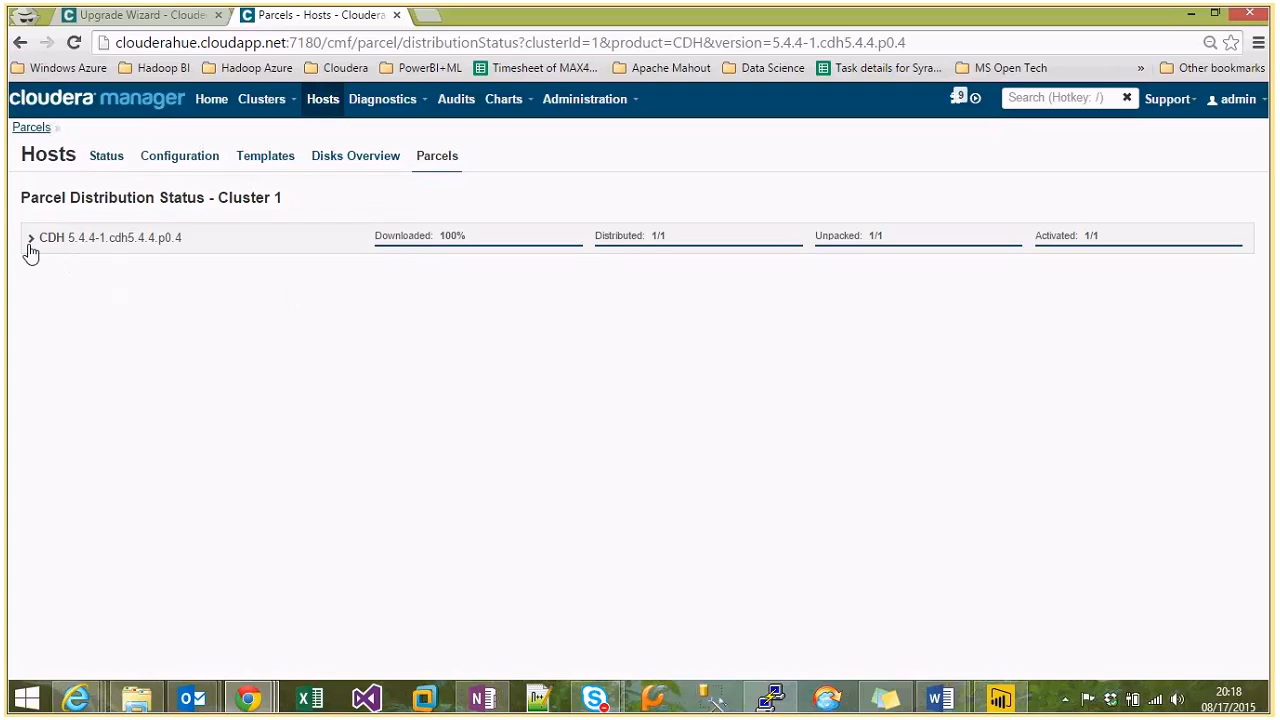 Upgrade Wizard - Cloude
Parcels - Hosts - Cloudera
clouderahue.cloudapp.net:7180/cmf/parcel/distributionStatus?clusterId=1&product=CDH&version=5.4.4-1.cdh5.4.4.p0.4
Windows Azure Hadoop BI Hadoop Azure Cloudera PowerBI+ML Timesheet of MAX4... Apache Mahout Data Science Task details for Syra... MS Open Tech » Other bookmarks
cloudera manager Home Clusters Hosts Diagnostics Audits Charts Administration 9 Search (Hotkey: /) Support admin
Parcels »
Hosts Status Configuration Templates Disks Overview Parcels
Parcel Distribution Status - Cluster 1
CDH 5.4.4-1.cdh5.4.4.p0.4 Downloaded: 100% Distributed: 1/1 Unpacked: 1/1 Activated: 1/1
20:18
08/17/2015